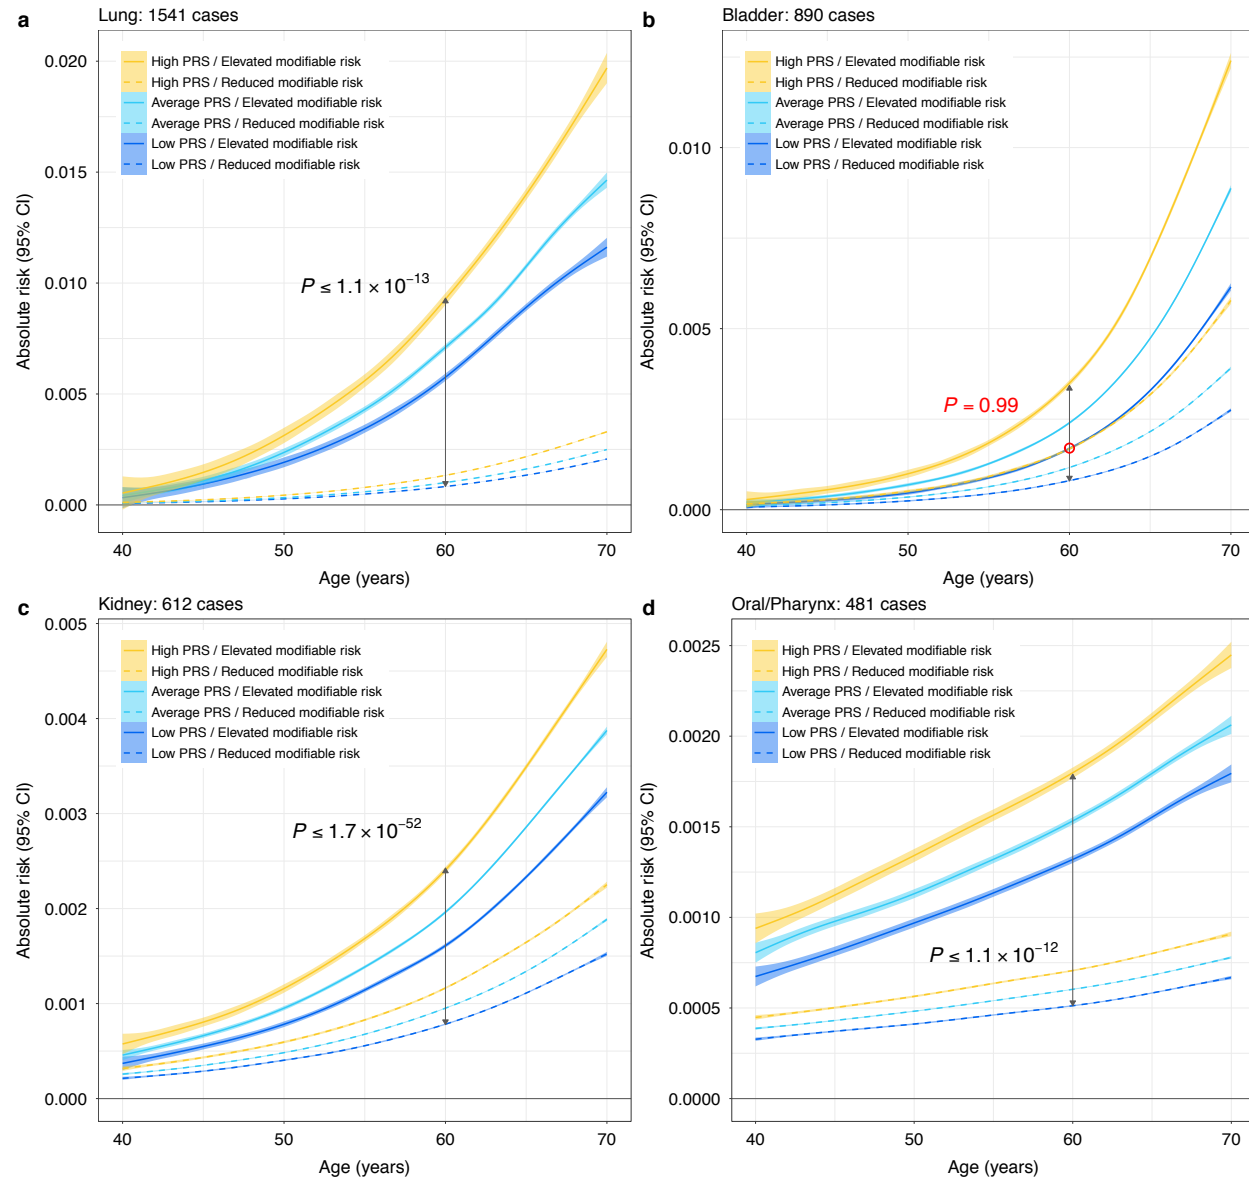 a Lung: 1541 cases
High PRS / Elevated modifiable risk
High PRS / Reduced modifiable risk
Average PRS / Elevated modifiable risk
Average PRS / Reduced modifiable risk
Low PRS / Elevated modifiable risk
Low PRS / Reduced modifiable risk
P ≤ 1.1 × 10⁻¹³
0.020
0.015
0.010
0.005
0.000
Absolute risk (95% CI)
40 50 60 70
Age (years)
b Bladder: 890 cases
High PRS / Elevated modifiable risk
High PRS / Reduced modifiable risk
Average PRS / Elevated modifiable risk
Average PRS / Reduced modifiable risk
Low PRS / Elevated modifiable risk
Low PRS / Reduced modifiable risk
P = 0.99
0.010
0.005
0.000
Absolute risk (95% CI)
40 50 60 70
Age (years)
c Kidney: 612 cases
High PRS / Elevated modifiable risk
High PRS / Reduced modifiable risk
Average PRS / Elevated modifiable risk
Average PRS / Reduced modifiable risk
Low PRS / Elevated modifiable risk
Low PRS / Reduced modifiable risk
P ≤ 1.7 × 10⁻⁵²
0.005
0.004
0.003
0.002
0.001
0.000
Absolute risk (95% CI)
40 50 60 70
Age (years)
d Oral/Pharynx: 481 cases
High PRS / Elevated modifiable risk
High PRS / Reduced modifiable risk
Average PRS / Elevated modifiable risk
Average PRS / Reduced modifiable risk
Low PRS / Elevated modifiable risk
Low PRS / Reduced modifiable risk
P ≤ 1.1 × 10⁻¹²
0.0025
0.0020
0.0015
0.0010
0.0005
0.0000
Absolute risk (95% CI)
40 50 60 70
Age (years)